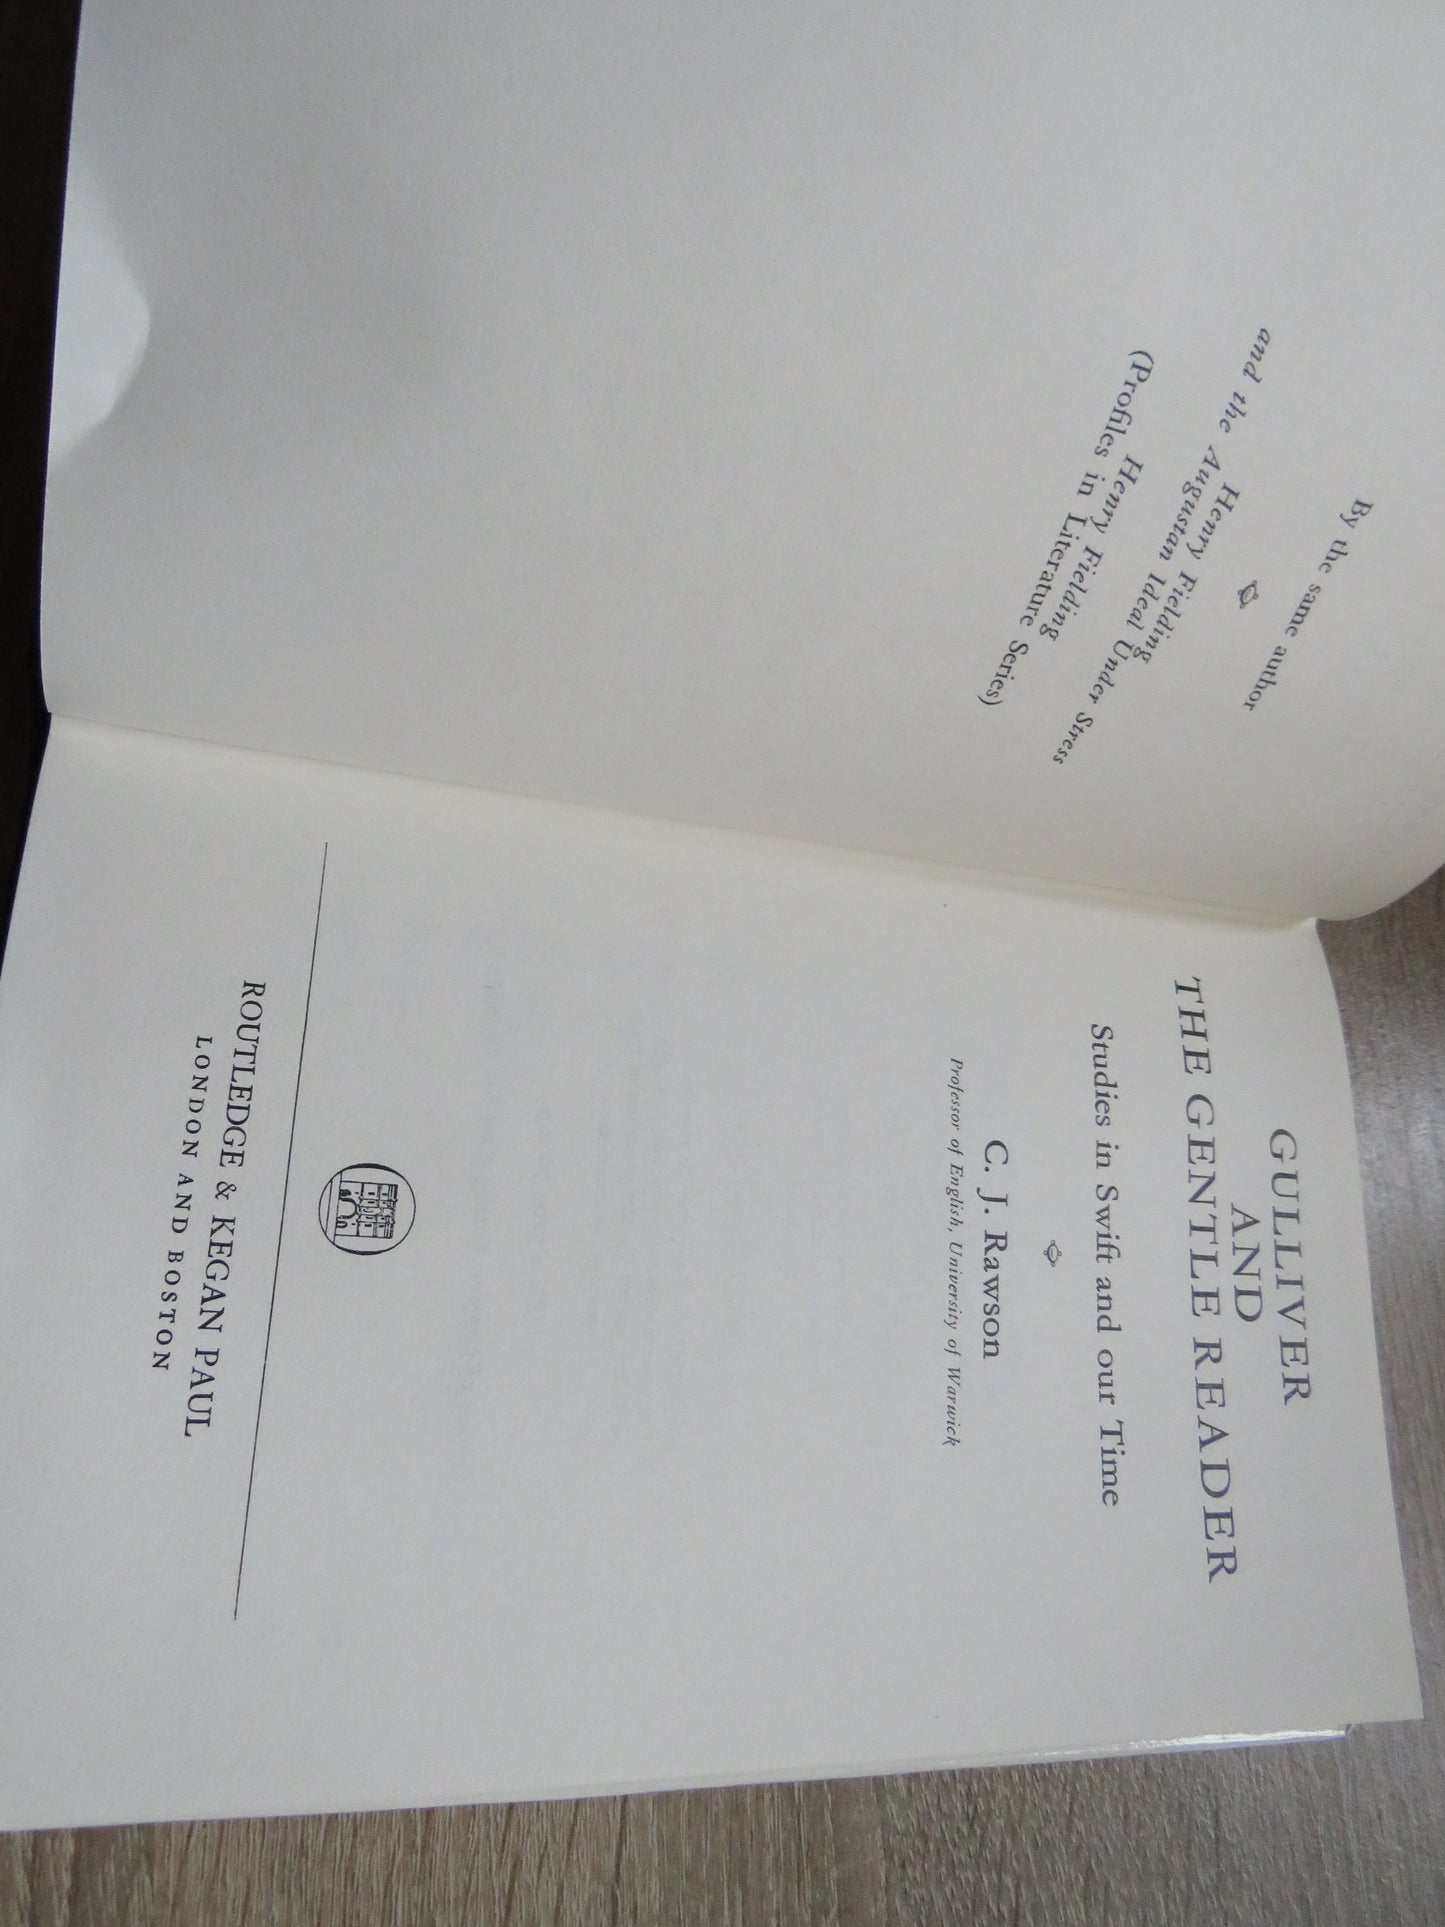 By the same author
Henry Fielding
and the Augustan Ideal Under Stress
Henry Fielding
(Profiles in Literature Series)
GULLIVER
AND
THE GENTLE READER
Studies in Swift and our Time
C. J. Rawson
Professor of English, University of Warwick
ROUTLEDGE & KEGAN PAUL
LONDON AND BOSTON